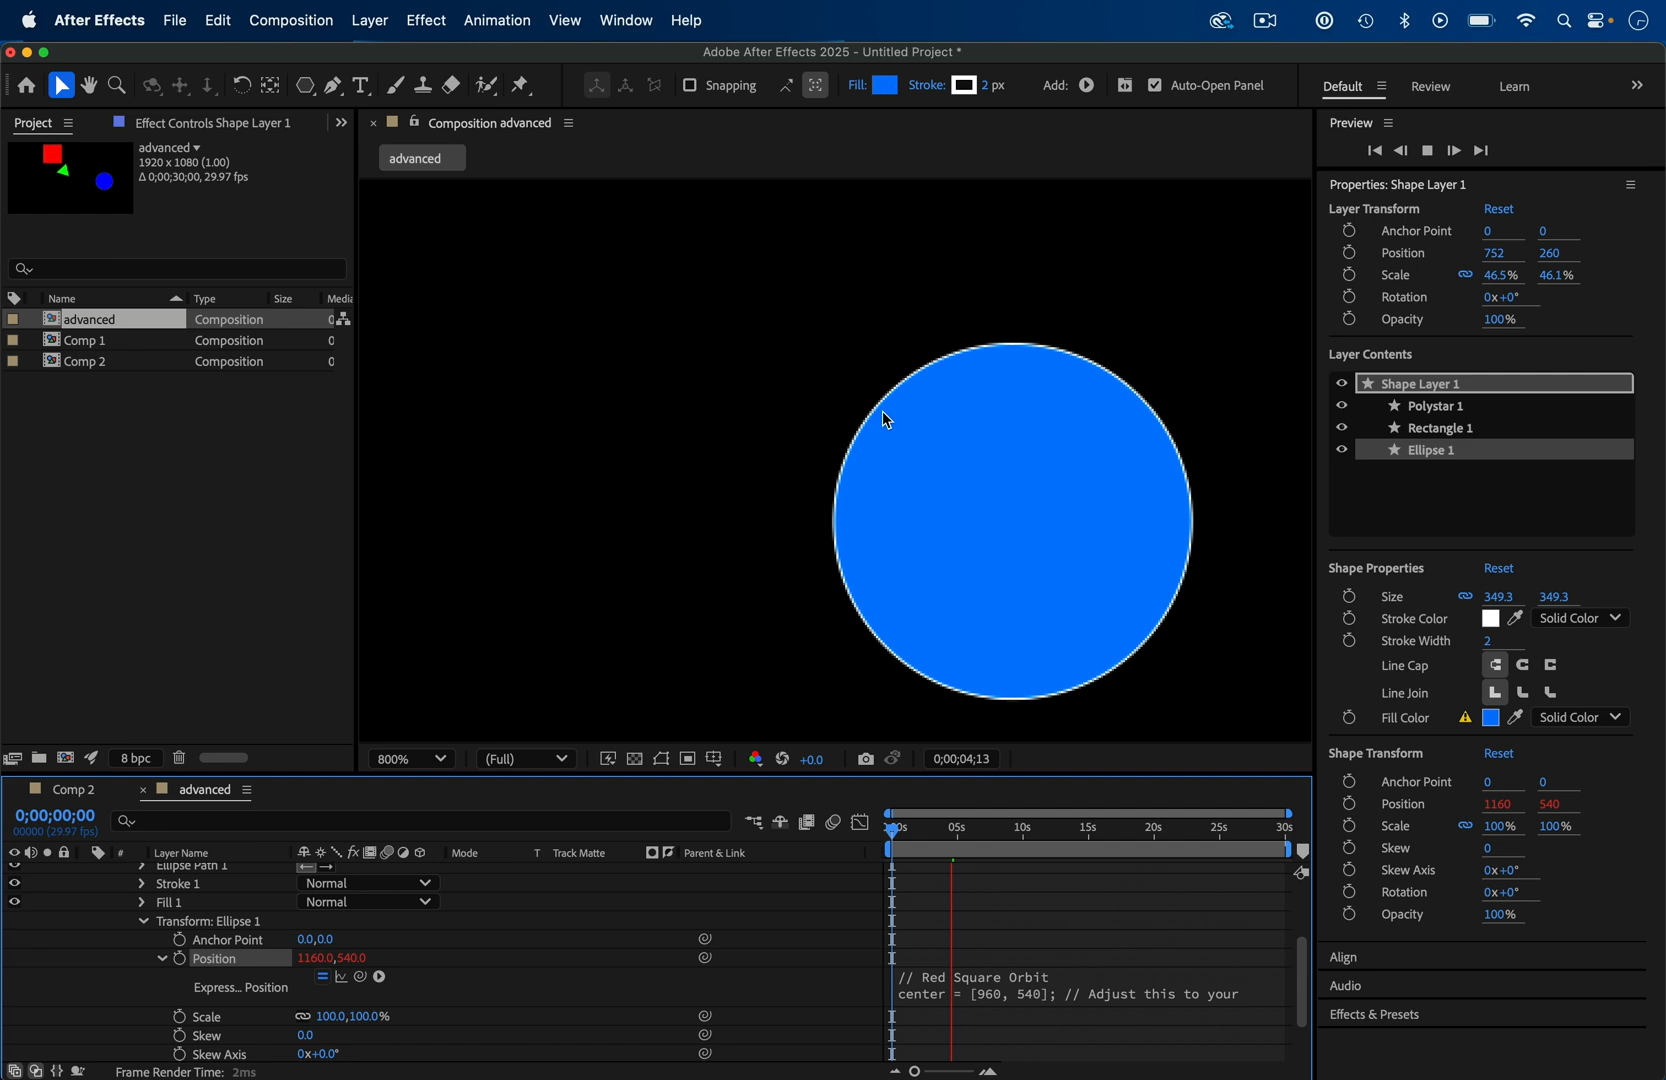 After Effects File Edit Composition Layer Effect Animation View Window Help
Adobe After Effects 2025 - Untitled Project *
Snapping Fill: Stroke: 2 px Add: Auto-Open Panel Default Review Learn
Project Effect Controls Shape Layer 1
Composition advanced
Preview
advanced
1920 x 1080 (1.00)
Δ 0;00;30;00, 29.97 fps
advanced
Name Type Size Media
advanced Composition 0
Comp 1 Composition 0
Comp 2 Composition 0
8 bpc
800% (Full) +0.0 0;00;04;13
Properties: Shape Layer 1
Layer Transform Reset
Anchor Point 0 0
Position 752 260
Scale 46.5% 46.1%
Rotation 0x+0°
Opacity 100%
Layer Contents
Shape Layer 1
Polystar 1
Rectangle 1
Ellipse 1
Shape Properties Reset
Size 349.3 349.3
Stroke Color Solid Color
Stroke Width 2
Line Cap
Line Join
Fill Color Solid Color
Shape Transform Reset
Anchor Point 0 0
Position 1160 540
Scale 100% 100%
Skew 0
Skew Axis 0x+0°
Rotation 0x+0°
Opacity 100%
Align
Audio
Effects & Presets
Comp 2 advanced
0;00;00;00
00000 (29.97 fps)
05s 10s 15s 20s 25s 30s
# Layer Name Mode T Track Matte Parent & Link
Ellipse Path 1
Stroke 1 Normal
Fill 1 Normal
Transform: Ellipse 1
Anchor Point 0.0,0.0
Position 1160.0,540.0
Express... Position
// Red Square Orbit
center = [960, 540]; // Adjust this to your
Scale 100.0,100.0%
Skew 0.0
Skew Axis 0x+0.0°
Frame Render Time: 2ms